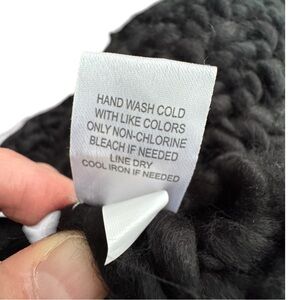 HAND WASH COLD
WITH LIKE COLORS
ONLY NON-CHLORINE
BLEACH IF NEEDED
LINE DRY
COOL IRON IF NEEDED